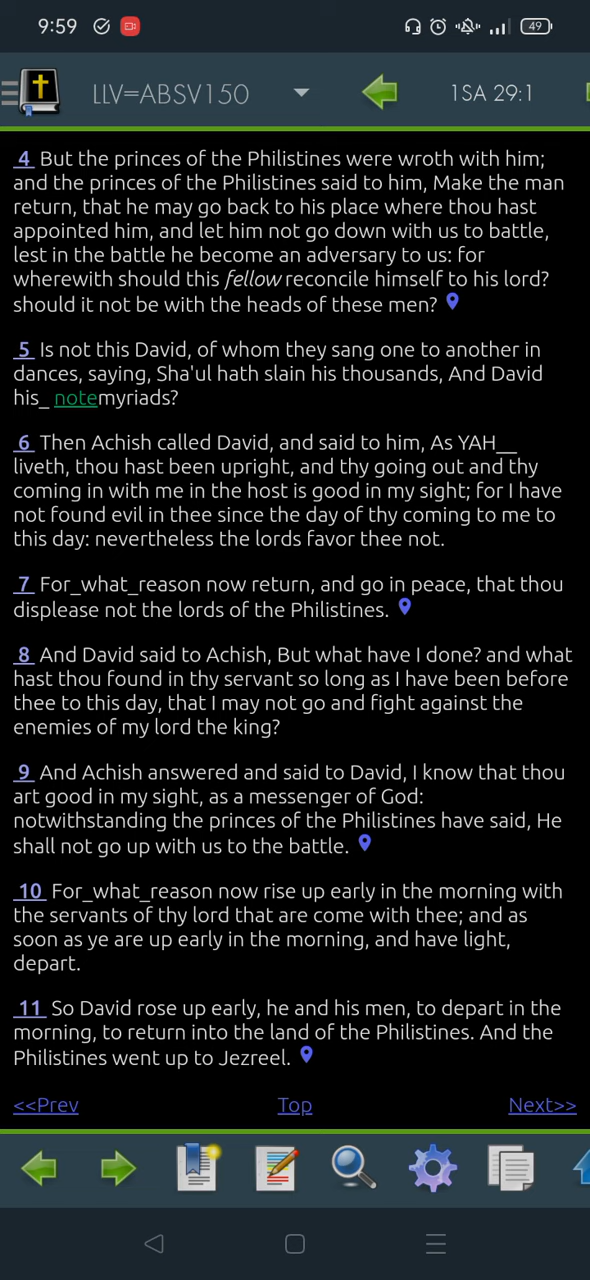 9:59
49
LLV=ABSV150
1SA 29:1
4 But the princes of the Philistines were wroth with him;
and the princes of the Philistines said to him, Make the man
return, that he may go back to his place where thou hast
appointed him, and let him not go down with us to battle,
lest in the battle he become an adversary to us: for
wherewith should this fellow reconcile himself to his lord?
should it not be with the heads of these men?
5 Is not this David, of whom they sang one to another in
dances, saying, Sha'ul hath slain his thousands, And David
his_ notemyriads?
6 Then Achish called David, and said to him, As YAH__
liveth, thou hast been upright, and thy going out and thy
coming in with me in the host is good in my sight; for I have
not found evil in thee since the day of thy coming to me to
this day: nevertheless the lords favor thee not.
7 For_what_reason now return, and go in peace, that thou
displease not the lords of the Philistines.
8 And David said to Achish, But what have I done? and what
hast thou found in thy servant so long as I have been before
thee to this day, that I may not go and fight against the
enemies of my lord the king?
9 And Achish answered and said to David, I know that thou
art good in my sight, as a messenger of God:
notwithstanding the princes of the Philistines have said, He
shall not go up with us to the battle.
10 For_what_reason now rise up early in the morning with
the servants of thy lord that are come with thee; and as
soon as ye are up early in the morning, and have light,
depart.
11 So David rose up early, he and his men, to depart in the
morning, to return into the land of the Philistines. And the
Philistines went up to Jezreel.
<<Prev Top Next>>